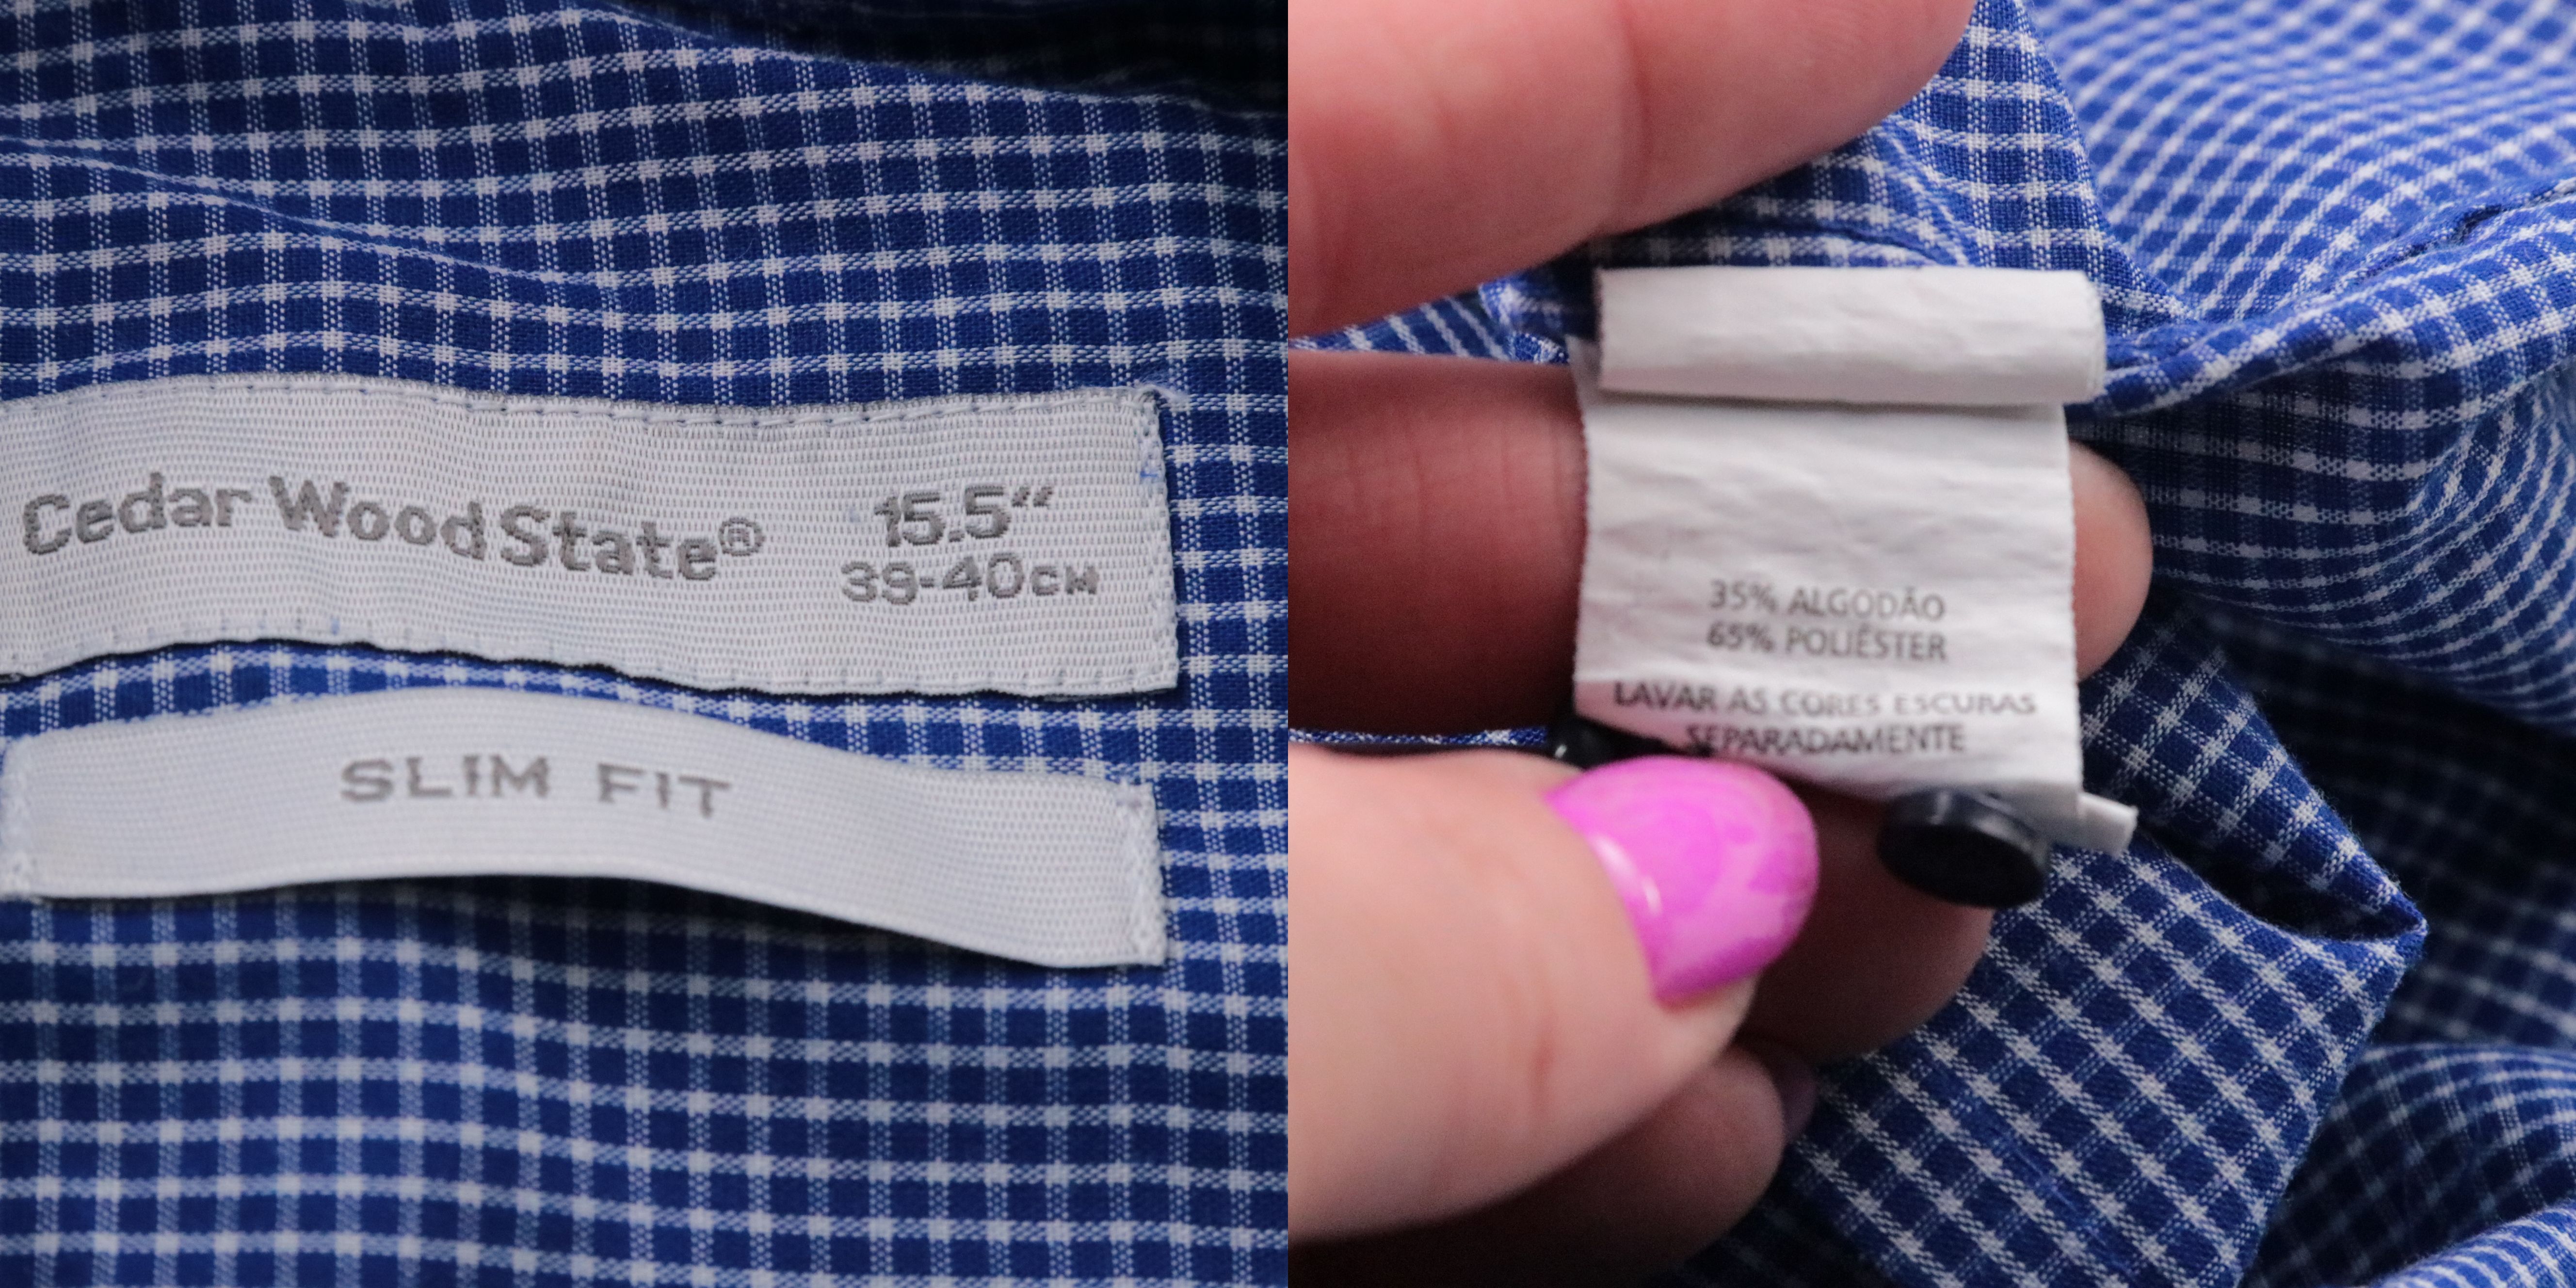 Cedar Wood State®
15.5“
39-40CM
SLIM FIT
35% ALGODÃO
65% POLIÉSTER
LAVAR AS CORES ESCURAS
SEPARADAMENTE